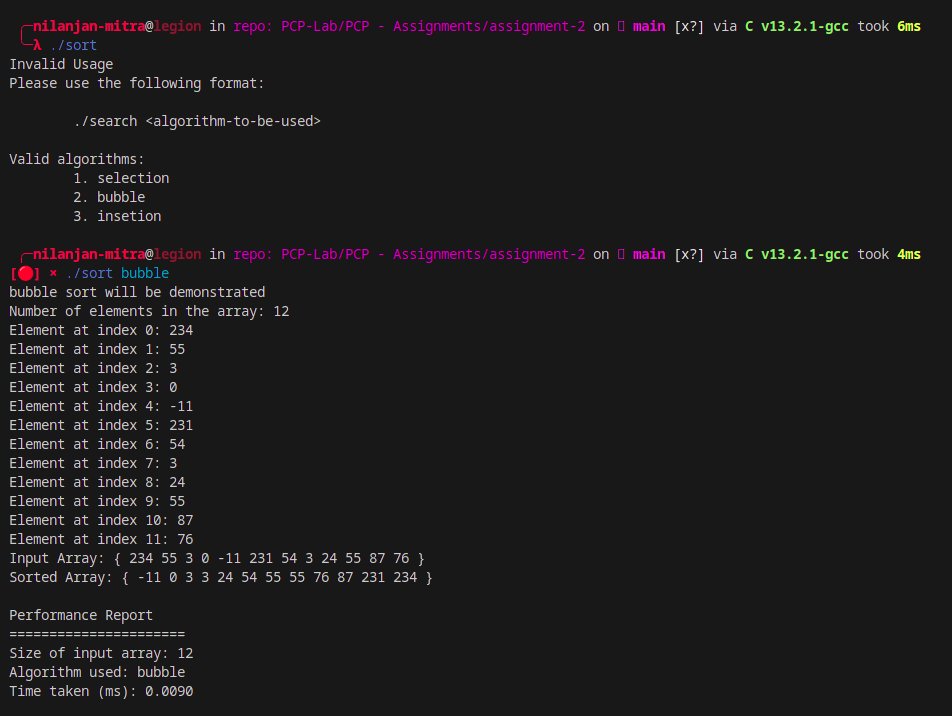 ╭─nilanjan-mitra@legion in repo: PCP-Lab/PCP - Assignments/assignment-2 on  main [x?] via C v13.2.1-gcc took 6ms
╰─λ ./sort
Invalid Usage
Please use the following format:
./search <algorithm-to-be-used>
Valid algorithms:
1. selection
2. bubble
3. insetion
╭─nilanjan-mitra@legion in repo: PCP-Lab/PCP - Assignments/assignment-2 on  main [x?] via C v13.2.1-gcc took 4ms
[🔴] × ./sort bubble
bubble sort will be demonstrated
Number of elements in the array: 12
Element at index 0: 234
Element at index 1: 55
Element at index 2: 3
Element at index 3: 0
Element at index 4: -11
Element at index 5: 231
Element at index 6: 54
Element at index 7: 3
Element at index 8: 24
Element at index 9: 55
Element at index 10: 87
Element at index 11: 76
Input Array: { 234 55 3 0 -11 231 54 3 24 55 87 76 }
Sorted Array: { -11 0 3 3 24 54 55 55 76 87 231 234 }
Performance Report
======================
Size of input array: 12
Algorithm used: bubble
Time taken (ms): 0.0090